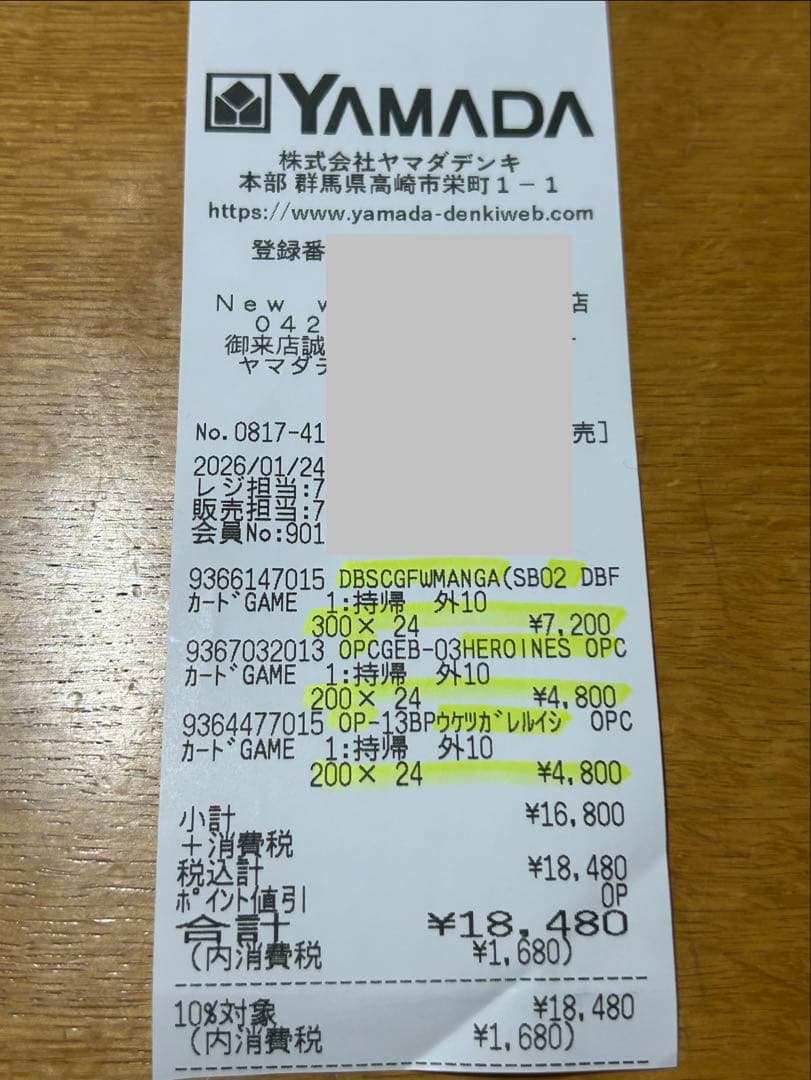 YAMADA
株式会社ヤマダデンキ
本部 群馬県高崎市栄町1-1
https://www.yamada-denkiweb.com
登録番
New 店
042
御来店誠
ヤマダ
No.0817-41 売]
2026/01/24
レジ担当:7
販売担当:7
会員No:901
9366147015 DBSCGFWMANGA(SB02 DBF
カードGAME 1:持帰 外10
300× 24 ¥7,200
9367032013 OPCGEB-03HEROINES OPC
カードGAME 1:持帰 外10
200× 24 ¥4,800
9364477015 OP-13BPウケツガレルイシ OPC
カードGAME 1:持帰 外10
200× 24 ¥4,800
小計 ¥16,800
+消費税
税込計 ¥18,480
ポイント値引 0P
合計 ¥18,480
(内消費税 ¥1,680)
10%対象 ¥18,480
(内消費税 ¥1,680)